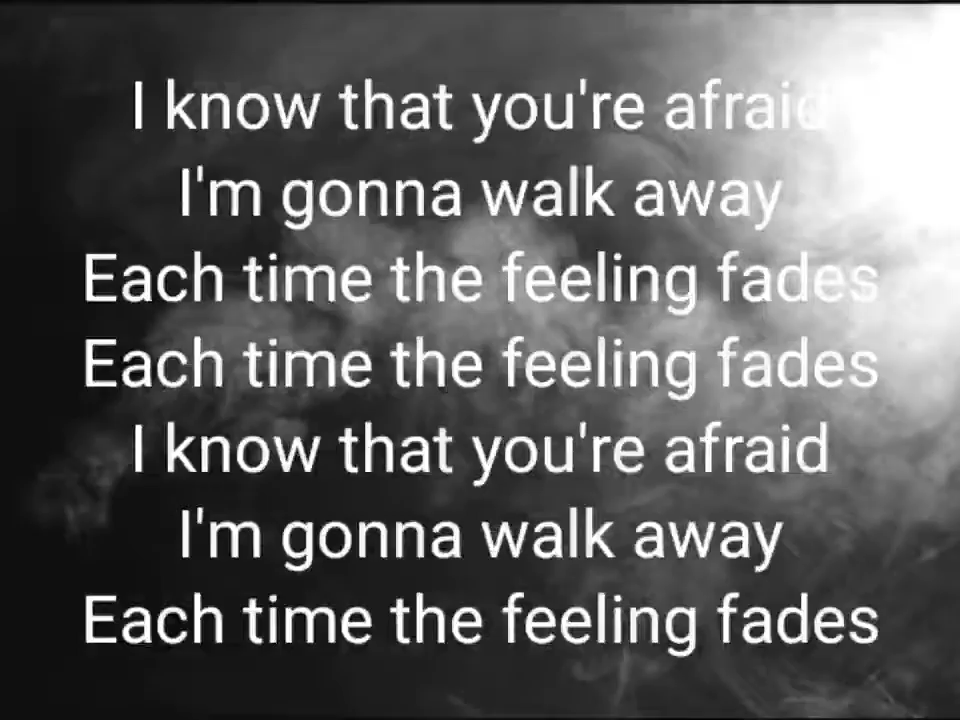 I know that you're afraid
I'm gonna walk away
Each time the feeling fades
Each time the feeling fades
I know that you're afraid
I'm gonna walk away
Each time the feeling fades